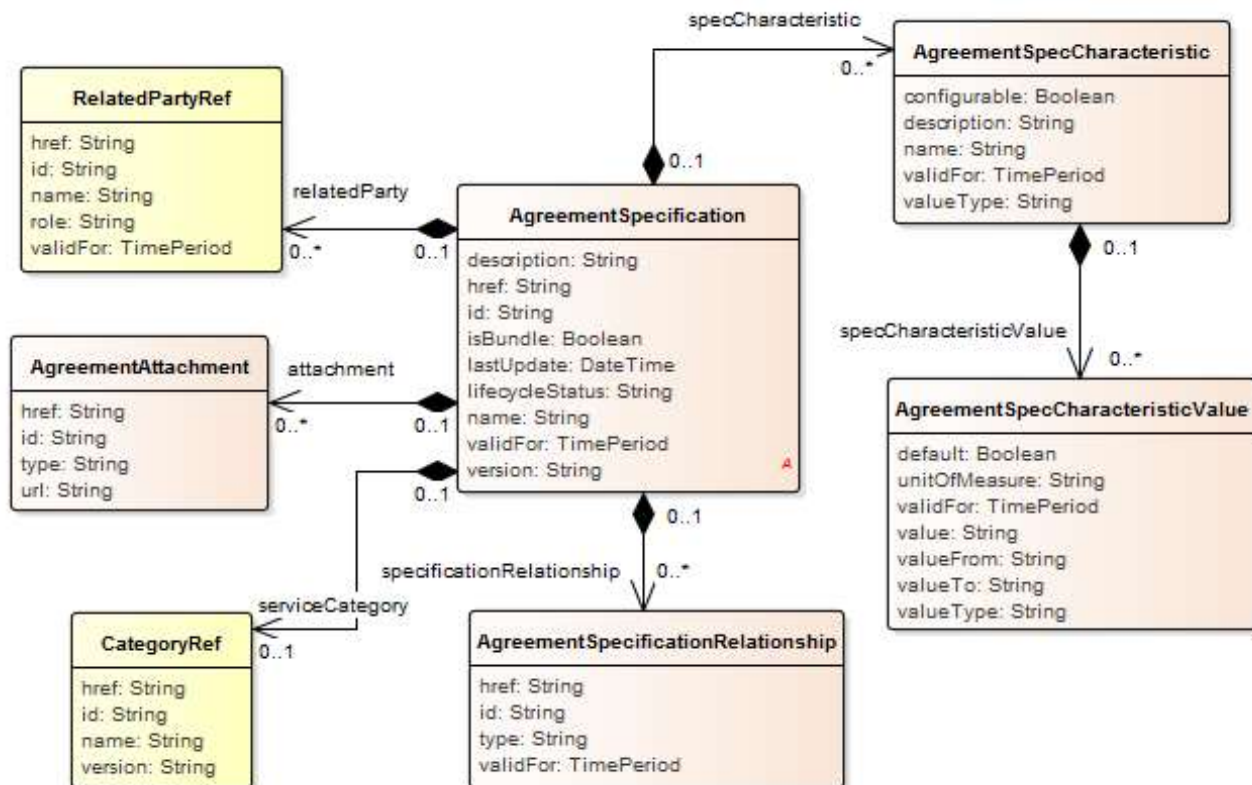 specCharacteristic
0..*
0..1
AgreementSpecCharacteristic
configurable: Boolean
description: String
name: String
validFor: TimePeriod
valueType: String
RelatedPartyRef
href: String
id: String
name: String
role: String
validFor: TimePeriod
relatedParty
0..*
0..1
AgreementSpecification
description: String
href: String
id: String
isBundle: Boolean
lastUpdate: DateTime
lifecycleStatus: String
name: String
validFor: TimePeriod
version: String
A
0..1
specCharacteristicValue
0..*
AgreementAttachment
href: String
id: String
type: String
url: String
attachment
0..*
0..1
0..1
AgreementSpecCharacteristicValue
default: Boolean
unitOfMeasure: String
validFor: TimePeriod
value: String
valueFrom: String
valueTo: String
valueType: String
0..1
specificationRelationship
0..*
serviceCategory
0..1
CategoryRef
href: String
id: String
name: String
version: String
AgreementSpecificationRelationship
href: String
id: String
type: String
validFor: TimePeriod